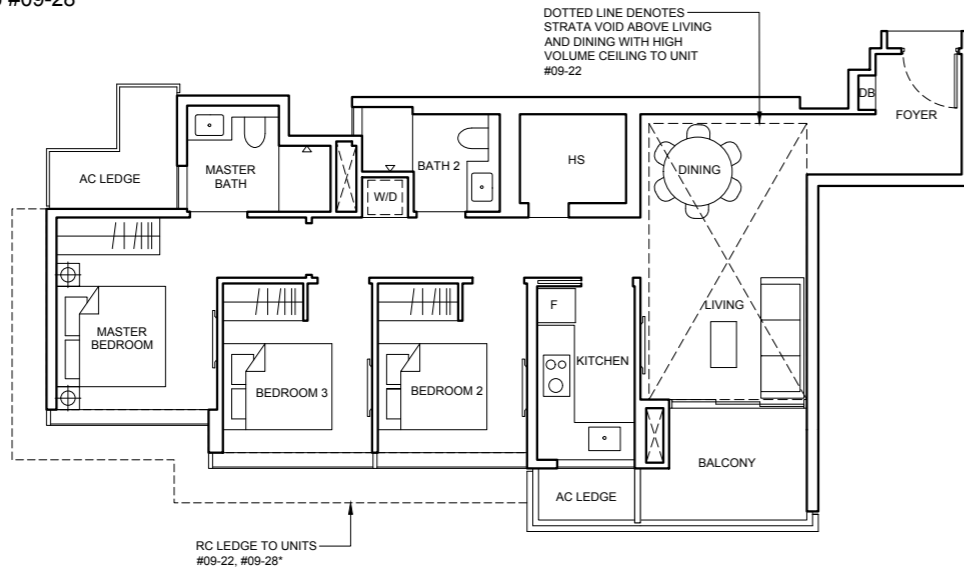 #09-28
DOTTED LINE DENOTES
STRATA VOID ABOVE LIVING
AND DINING WITH HIGH
VOLUME CEILING TO UNIT
#09-22
DB
FOYER
AC LEDGE
MASTER
BATH
W/D
BATH 2
HS
DINING
MASTER
BEDROOM
BEDROOM 3
BEDROOM 2
F
KITCHEN
LIVING
BALCONY
AC LEDGE
RC LEDGE TO UNITS
#09-22, #09-28*